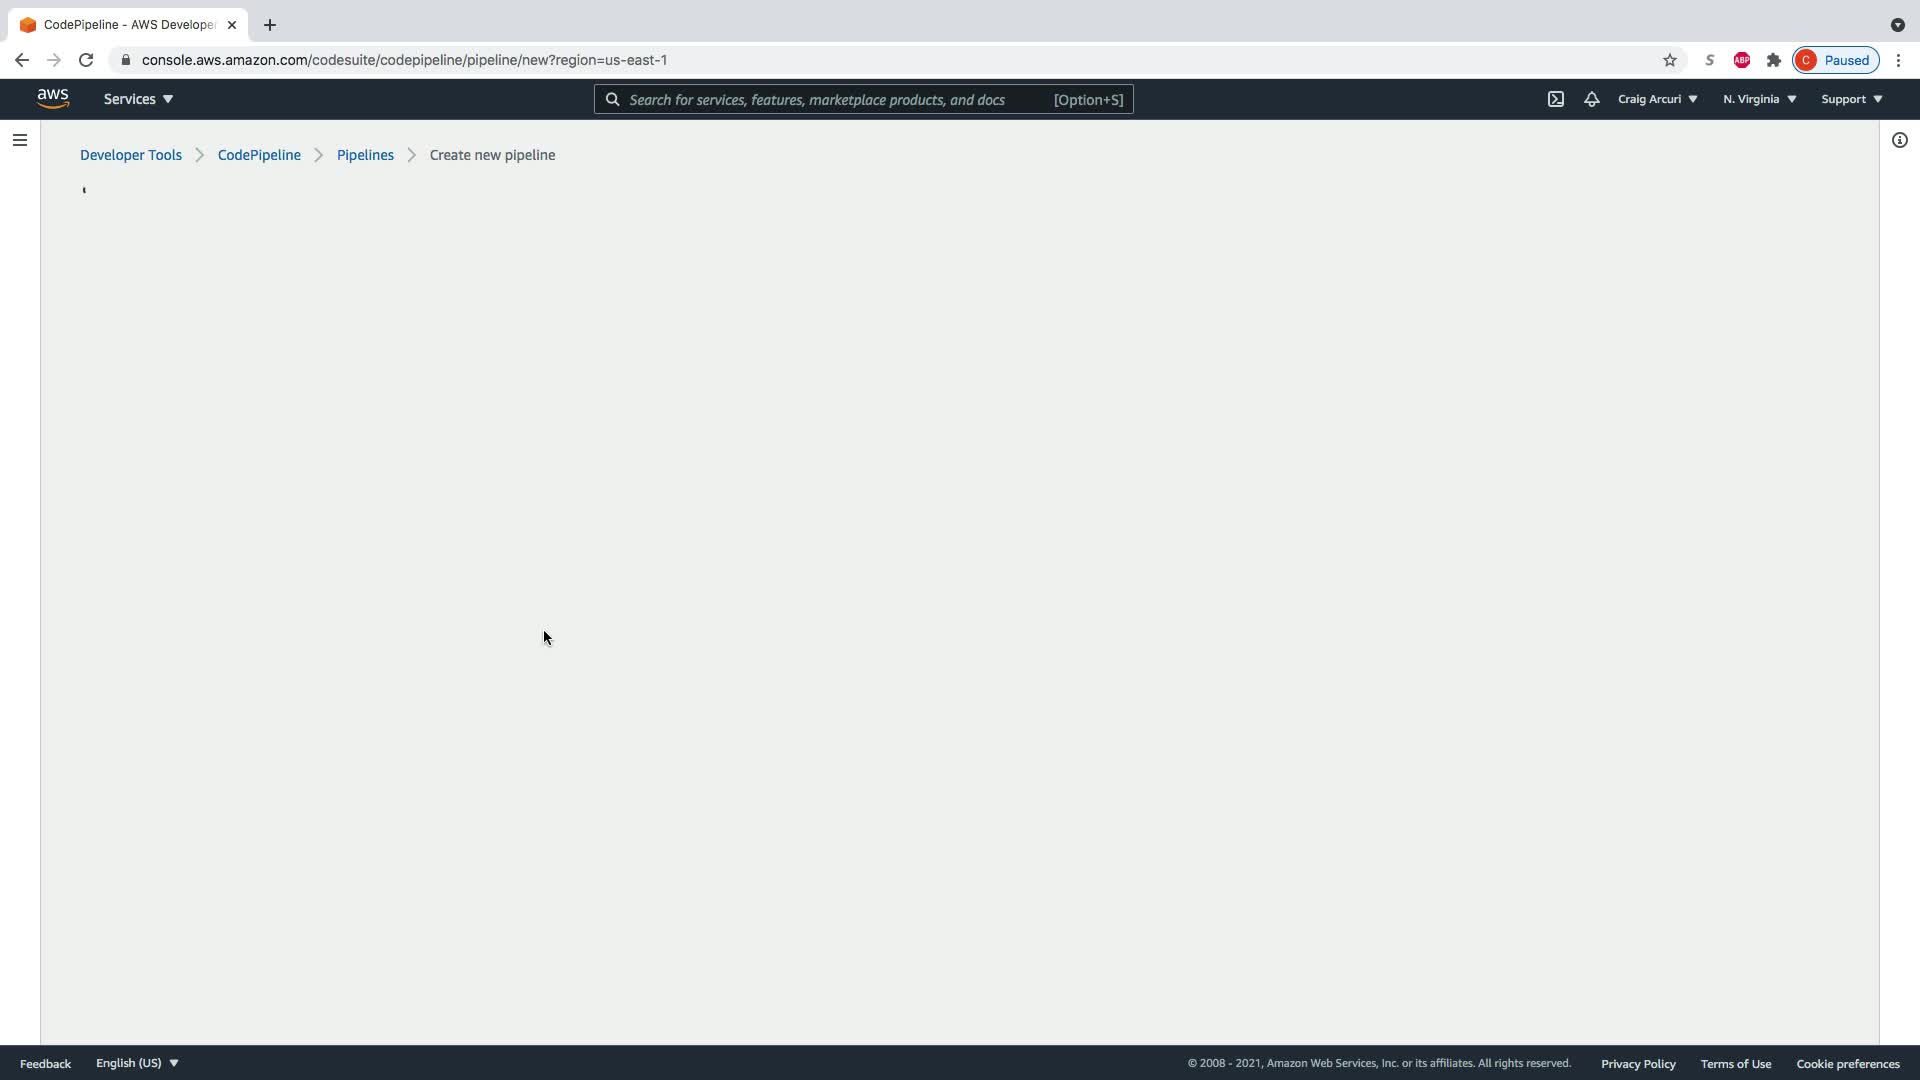 CodePipeline - AWS Developer
console.aws.amazon.com/codesuite/codepipeline/pipeline/new?region=us-east-1
S
ABP
C Paused
aws
Services
Search for services, features, marketplace products, and docs [Option+S]
Craig Arcuri
N. Virginia
Support
Developer Tools
CodePipeline
Pipelines
Create new pipeline
Feedback
English (US)
© 2008 - 2021, Amazon Web Services, Inc. or its affiliates. All rights reserved.
Privacy Policy
Terms of Use
Cookie preferences